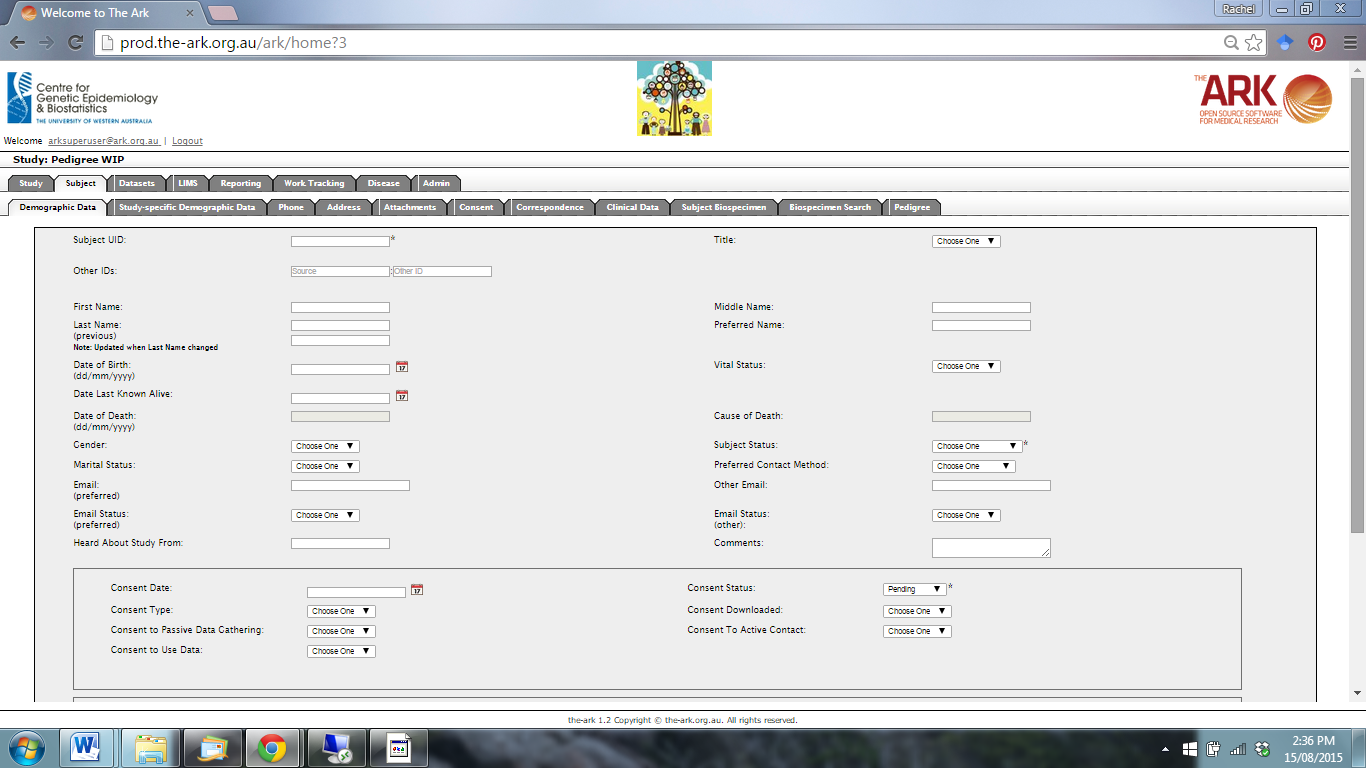 Welcome to The Ark
Rachel
prod.the-ark.org.au/ark/home?3
Centre for
Genetic Epidemiology
& Biostatistics
THE UNIVERSITY OF WESTERN AUSTRALIA
THE
ARK
OPEN SOURCE SOFTWARE
FOR MEDICAL RESEARCH
Welcome arksuperuser@ark.org.au | Logout
Study: Pedigree WIP
Study Subject Datasets LIMS Reporting Work Tracking Disease Admin
Demographic Data Study-specific Demographic Data Phone Address Attachments Consent Correspondence Clinical Data Subject Biospecimen Biospecimen Search Pedigree
Subject UID: * Title: Choose One
Other IDs: Source : Other ID
First Name: Middle Name:
Last Name: Preferred Name:
(previous)
Note: Updated when Last Name changed
Date of Birth: 17 Vital Status: Choose One
(dd/mm/yyyy)
Date Last Known Alive: 17
Date of Death: Cause of Death:
(dd/mm/yyyy)
Gender: Choose One Subject Status: Choose One *
Marital Status: Choose One Preferred Contact Method: Choose One
Email: Other Email:
(preferred)
Email Status: Choose One Email Status: Choose One
(preferred) (other):
Heard About Study From: Comments:
Consent Date: 17 Consent Status: Pending *
Consent Type: Choose One Consent Downloaded: Choose One
Consent to Passive Data Gathering: Choose One Consent To Active Contact: Choose One
Consent to Use Data: Choose One
the-ark 1.2 Copyright © the-ark.org.au. All rights reserved.
2:36 PM
15/08/2015